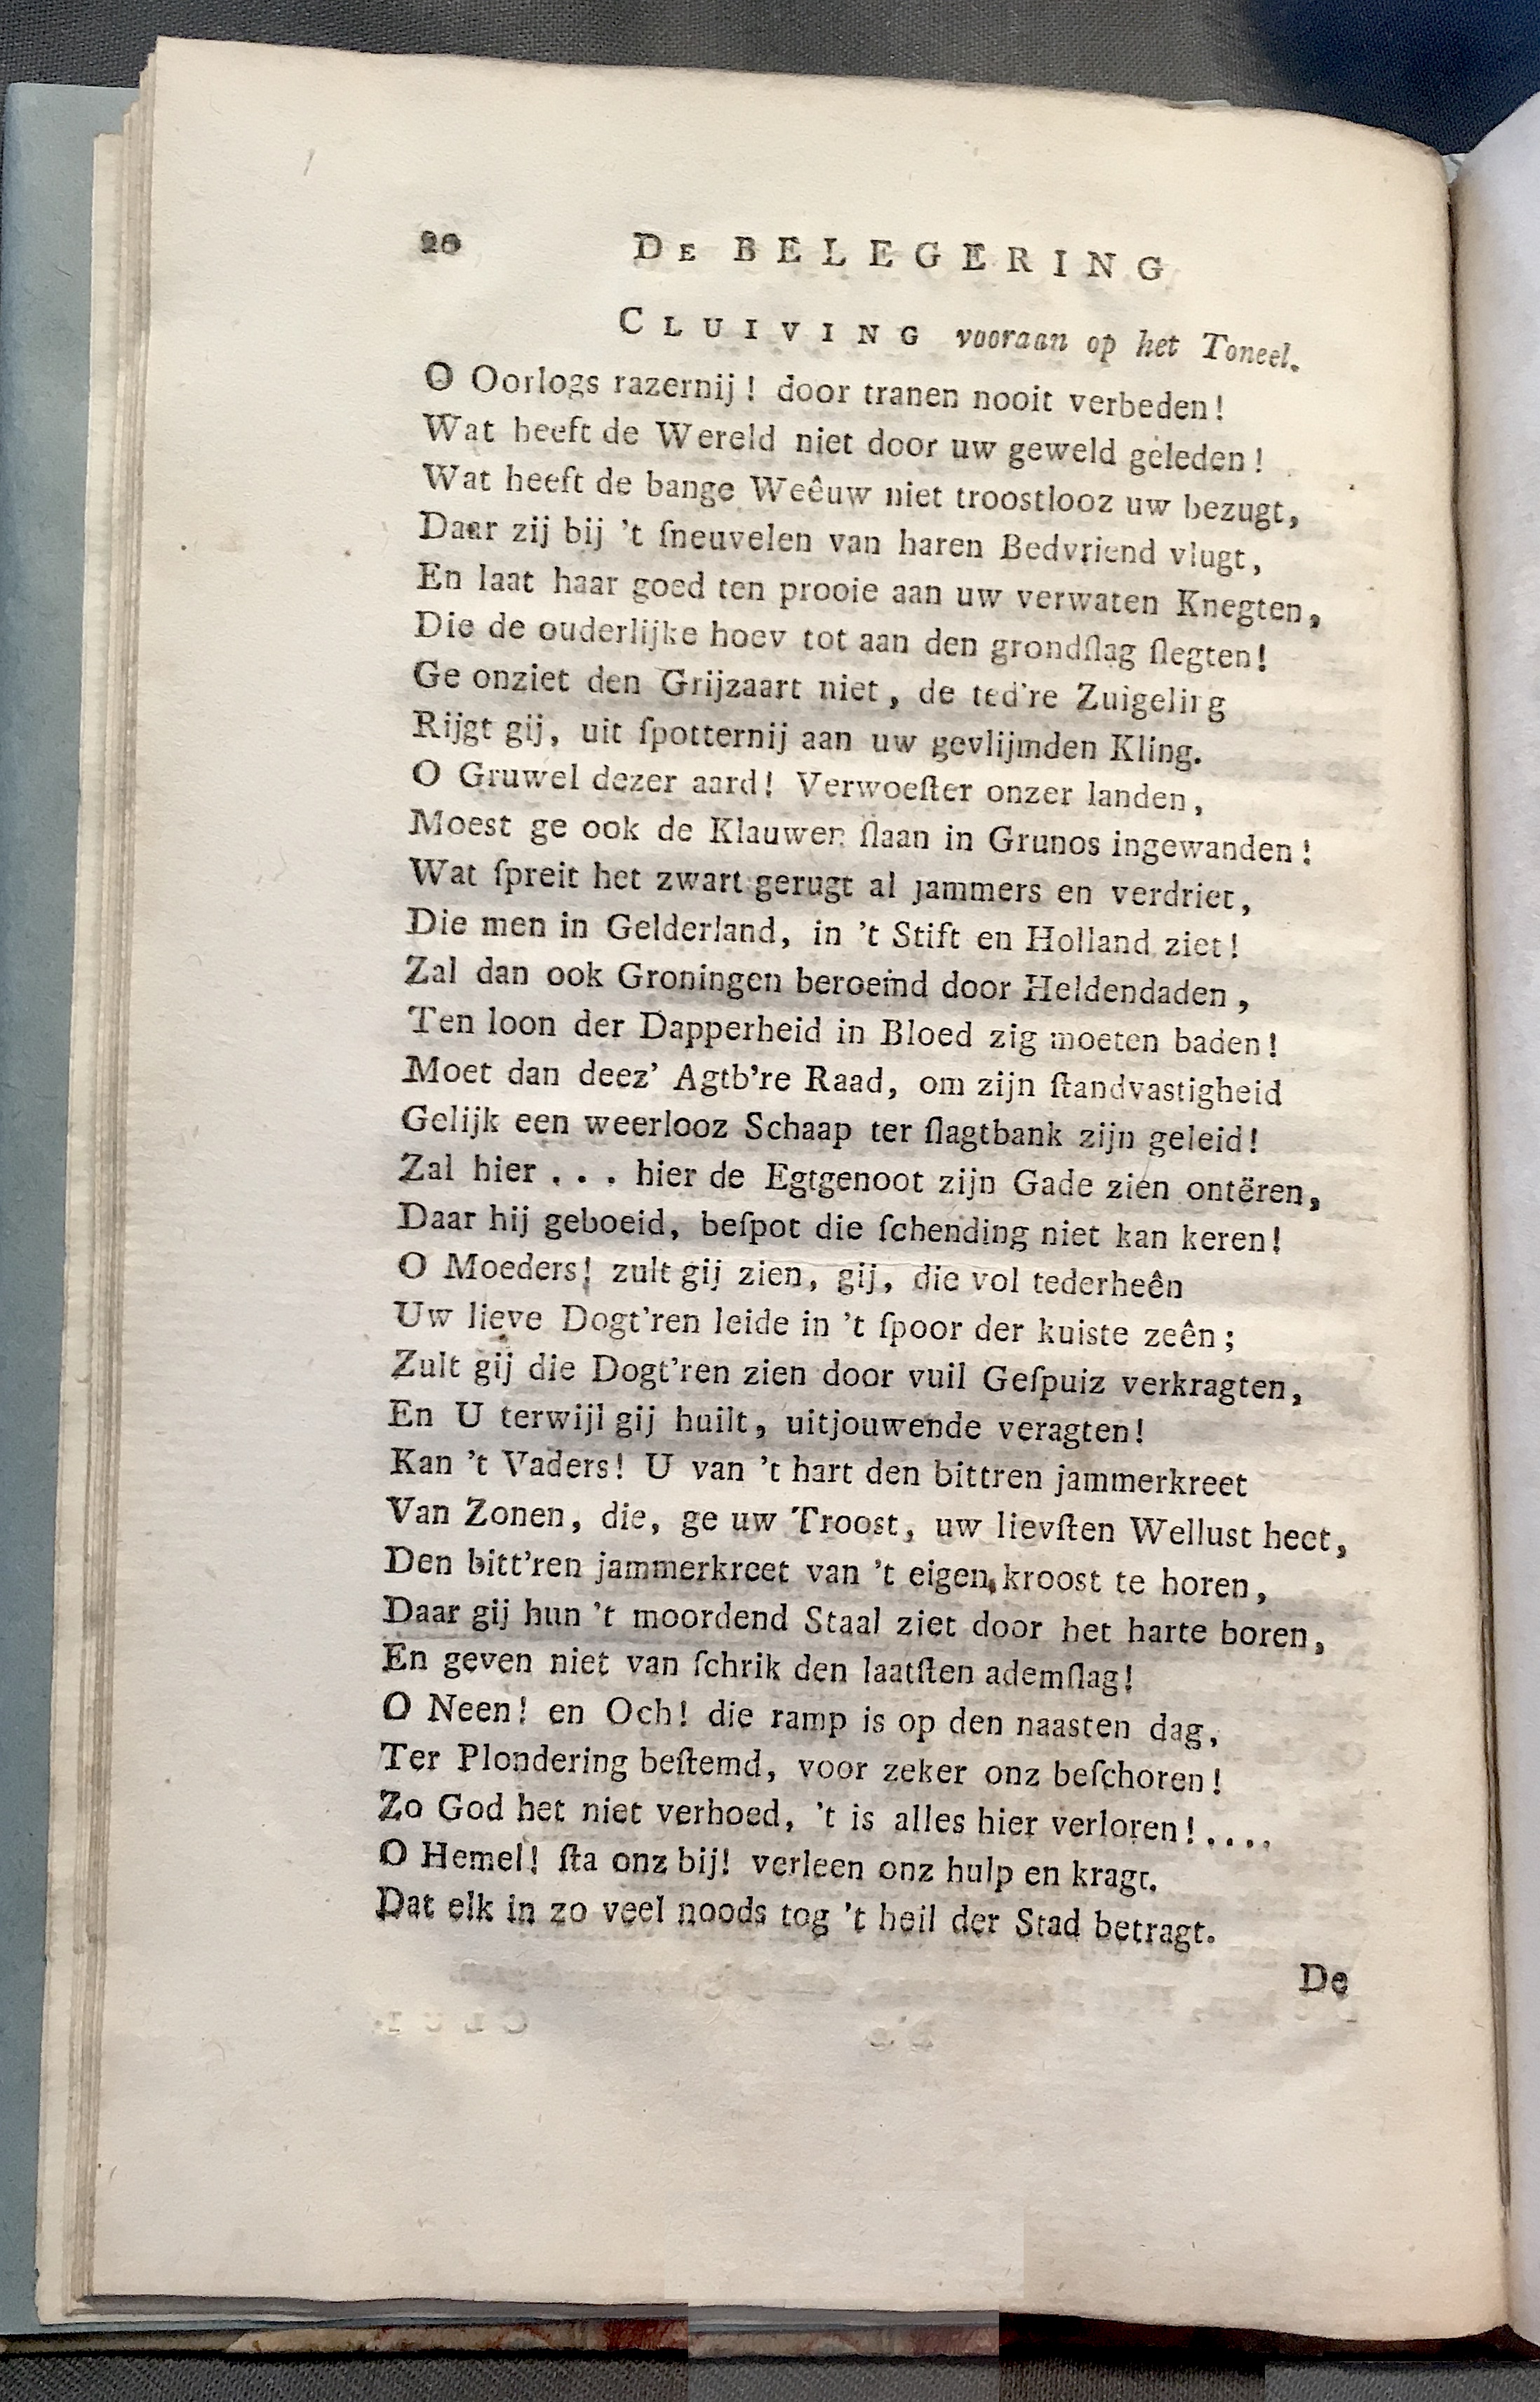 20 De BELEGERING
CLUIVING vooraan op het Toneel.
O Oorlogs razernij! door tranen nooit verbeden!
Wat heeft de Wereld niet door uw geweld geleden!
Wat heeft de bange Weêuw niet troostlooz uw bezugt,
Daar zij bij 't ſneuvelen van haren Bedvriend vlugt,
En laat haar goed ten prooie aan uw verwaten Knegten,
Die de ouderlijke hoev tot aan den grondſlag ſlegten!
Ge onziet den Grijzaart niet, de ted're Zuigeling
Rijgt gij, uit ſpotternij aan uw gevlijmden Kling.
O Gruwel dezer aard! Verwoeſter onzer landen,
Moest ge ook de Klauwen ſlaan in Grunos ingewanden!
Wat ſpreit het zwart gerugt al jammers en verdriet,
Die men in Gelderland, in 't Stift en Holland ziet!
Zal dan ook Groningen beroemd door Heldendaden,
Ten loon der Dapperheid in Bloed zig moeten baden!
Moet dan deez' Agtb're Raad, om zijn ſtandvastigheid
Gelijk een weerlooz Schaap ter ſlagtbank zijn geleid!
Zal hier . . . hier de Egtgenoot zijn Gade zien ontëren,
Daar hij geboeid, beſpot die ſchending niet kan keren!
O Moeders! zult gij zien, gij, die vol tederheên
Uw lieve Dogt'ren leide in 't ſpoor der kuiste zeên;
Zult gij die Dogt'ren zien door vuil Geſpuiz verkragten,
En U terwijl gij huilt, uitjouwende veragten!
Kan 't Vaders! U van 't hart den bittren jammerkreet
Van Zonen, die, ge uw Troost, uw lievſten Wellust heet,
Den bitt'ren jammerkreet van 't eigen kroost te horen,
Daar gij hun 't moordend Staal ziet door het harte boren,
En geven niet van ſchrik den laatſten ademſlag!
O Neen! en Och! die ramp is op den naasten dag,
Ter Plondering beſtemd, voor zeker onz beſchoren!
Zo God het niet verhoed, 't is alles hier verloren!....
O Hemel! ſta onz bij! verleen onz hulp en kragt.
Dat elk in zo veel noods tog 't heil der Stad betragt.
De